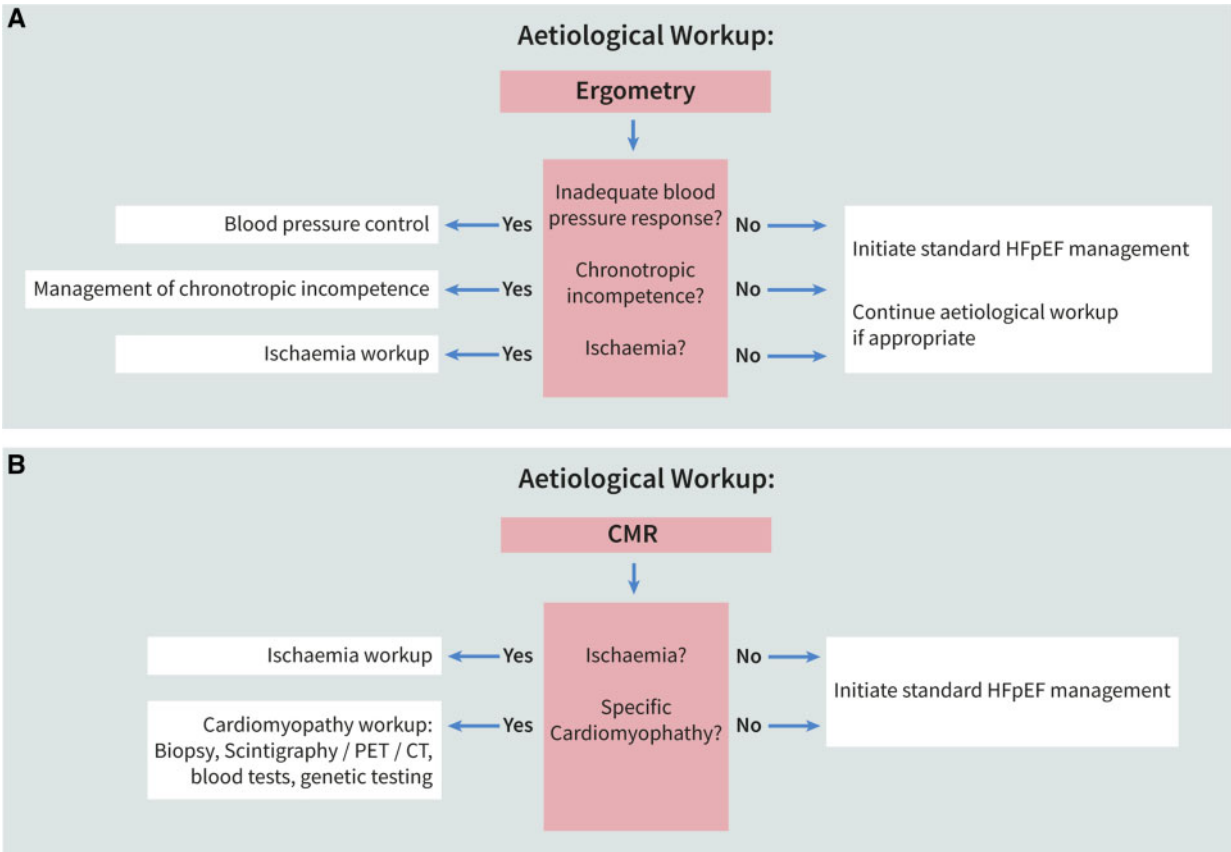 A
Aetiological Workup:
Ergometry
Inadequate blood
pressure response?
Blood pressure control
Yes
No
Initiate standard HFpEF management
Chronotropic
incompetence?
Management of chronotropic incompetence
Yes
No
Continue aetiological workup
if appropriate
Ischaemia?
Ischaemia workup
Yes
No
B
Aetiological Workup:
CMR
Ischaemia workup
Yes
Ischaemia?
No
Initiate standard HFpEF management
Specific
Cardiomyophathy?
Cardiomyopathy workup:
Biopsy, Scintigraphy / PET / CT,
blood tests, genetic testing
Yes
No